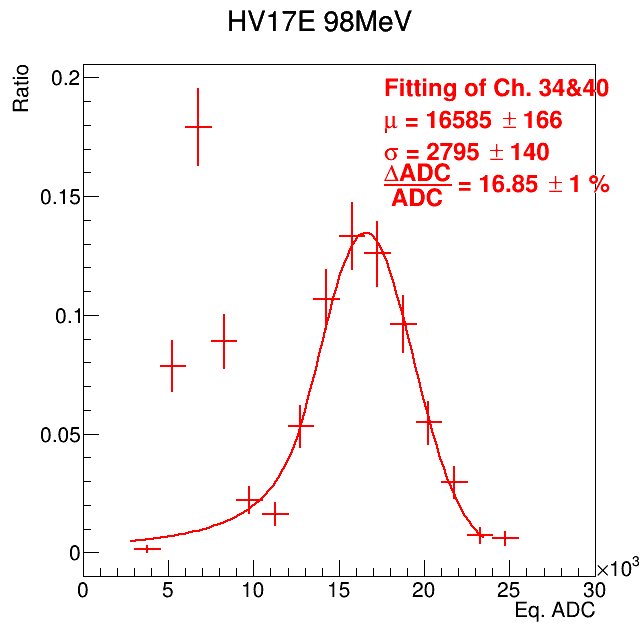 HV17E 98MeV
Ratio
0.2
0.15
0.1
0.05
0
Fitting of Ch. 34&40
μ = 16585 ± 166
σ = 2795 ± 140
ΔADC
ADC
= 16.85 ± 1 %
0 5 10 15 20 25 30
×10³
Eq. ADC